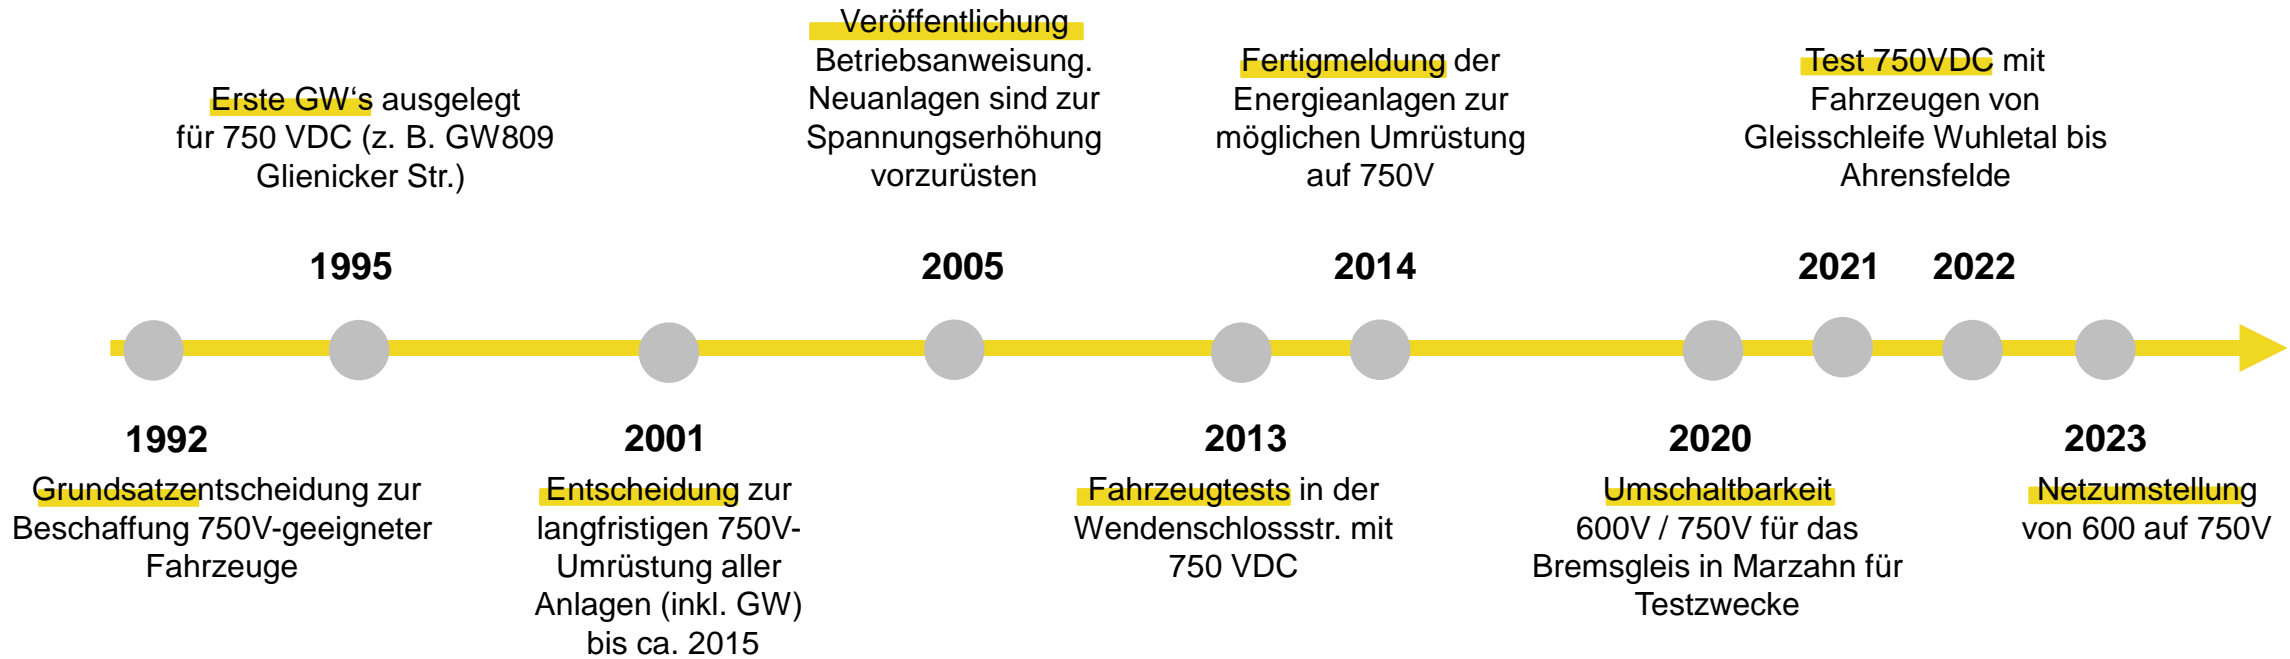 Erste GW‘s ausgelegt
für 750 VDC (z. B. GW809
Glienicker Str.)
1995
Veröffentlichung
Betriebsanweisung.
Neuanlagen sind zur
Spannungserhöhung
vorzurüsten
2005
Fertigmeldung der
Energieanlagen zur
möglichen Umrüstung
auf 750V
2014
Test 750VDC mit
Fahrzeugen von
Gleisschleife Wuhletal bis
Ahrensfelde
2021 2022
1992
Grundsatzentscheidung zur
Beschaffung 750V-geeigneter
Fahrzeuge
2001
Entscheidung zur
langfristigen 750V-
Umrüstung aller
Anlagen (inkl. GW)
bis ca. 2015
2013
Fahrzeugtests in der
Wendenschlossstr. mit
750 VDC
2020
Umschaltbarkeit
600V / 750V für das
Bremsgleis in Marzahn für
Testzwecke
2023
Netzumstellung
von 600 auf 750V